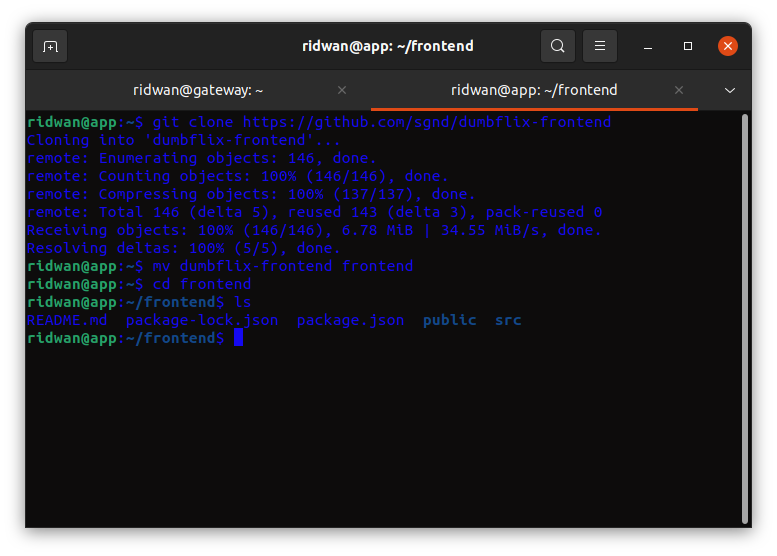 ridwan@app: ~/frontend
ridwan@gateway: ~
ridwan@app: ~/frontend
ridwan@app:~$ git clone https://github.com/sgnd/dumbflix-frontend
Cloning into 'dumbflix-frontend'...
remote: Enumerating objects: 146, done.
remote: Counting objects: 100% (146/146), done.
remote: Compressing objects: 100% (137/137), done.
remote: Total 146 (delta 5), reused 143 (delta 3), pack-reused 0
Receiving objects: 100% (146/146), 6.78 MiB | 34.55 MiB/s, done.
Resolving deltas: 100% (5/5), done.
ridwan@app:~$ mv dumbflix-frontend frontend
ridwan@app:~$ cd frontend
ridwan@app:~/frontend$ ls
README.md  package-lock.json  package.json  public  src
ridwan@app:~/frontend$